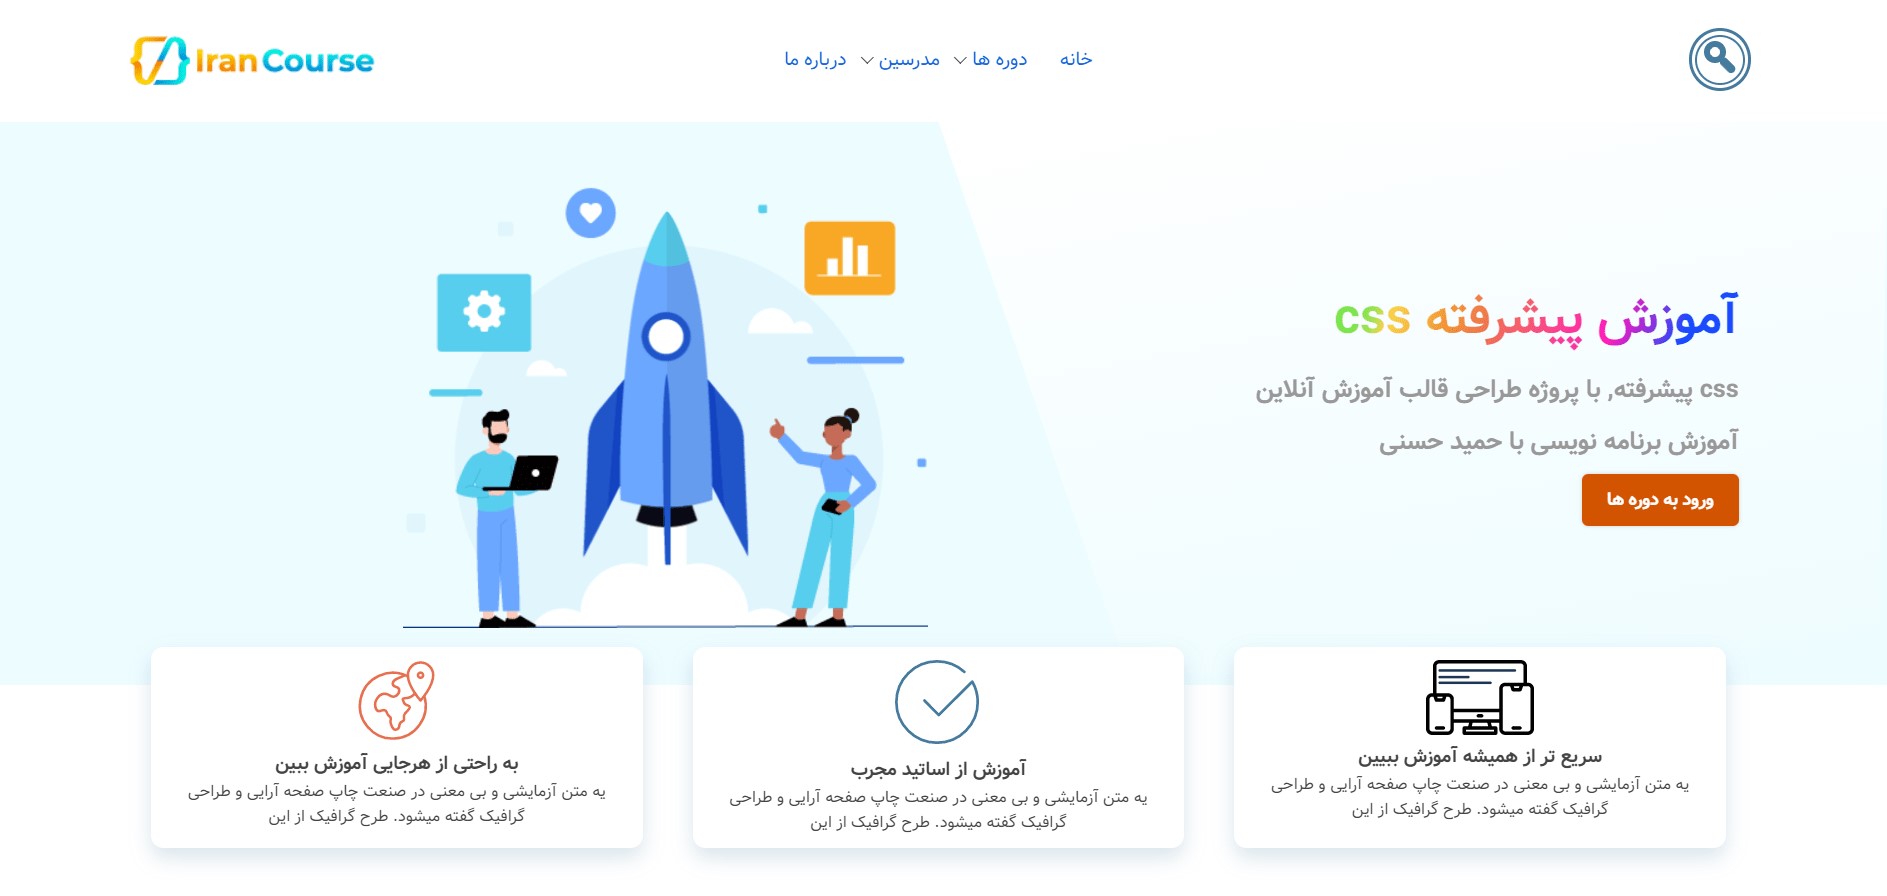 Iran Course
خانه
دوره ها
مدرسین
درباره ما
آموزش پیشرفته css
css پیشرفته, با پروژه طراحی قالب آموزش آنلاین
آموزش برنامه نویسی با حمید حسنی
ورود به دوره ها
سریع تر از همیشه آموزش ببیین
یه متن آزمایشی و بی معنی در صنعت چاپ صفحه آرایی و طراحی
گرافیک گفته میشود. طرح گرافیک از این
آموزش از اساتید مجرب
یه متن آزمایشی و بی معنی در صنعت چاپ صفحه آرایی و طراحی
گرافیک گفته میشود. طرح گرافیک از این
به راحتی از هرجایی آموزش ببین
یه متن آزمایشی و بی معنی در صنعت چاپ صفحه آرایی و طراحی
گرافیک گفته میشود. طرح گرافیک از این